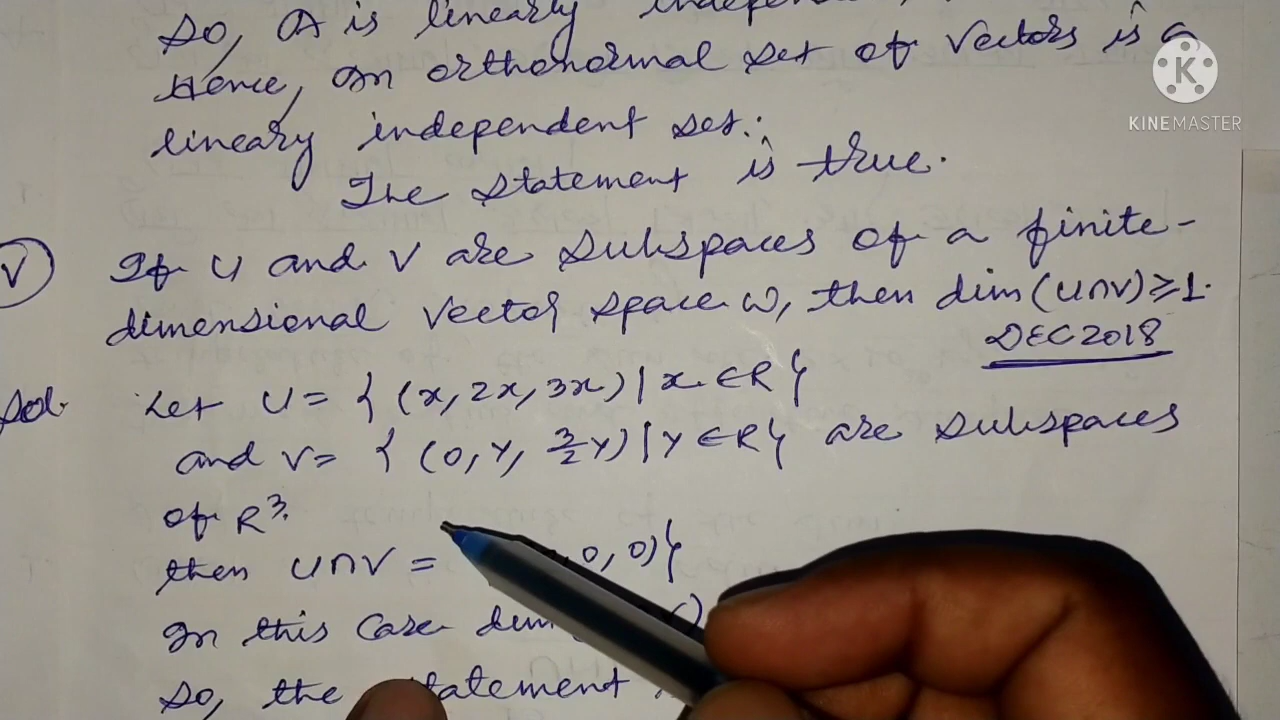 So, A is linearly
Hence, an orthonormal set of vectors is a
KINEMASTER
lineary independent set.
The statement is true.
V If U and V are subspaces of a finite-
dimensional vector space W, then dim (U∩V) ≥ 1.
DEC 2018
Sol. Let U = { (x, 2x, 3x) | x ∈ R }
and V = { (0, Y, 3/2 Y) | Y ∈ R } are subspaces
of R³.
then U∩V = , 0, 0) }
In this case
So, the statement